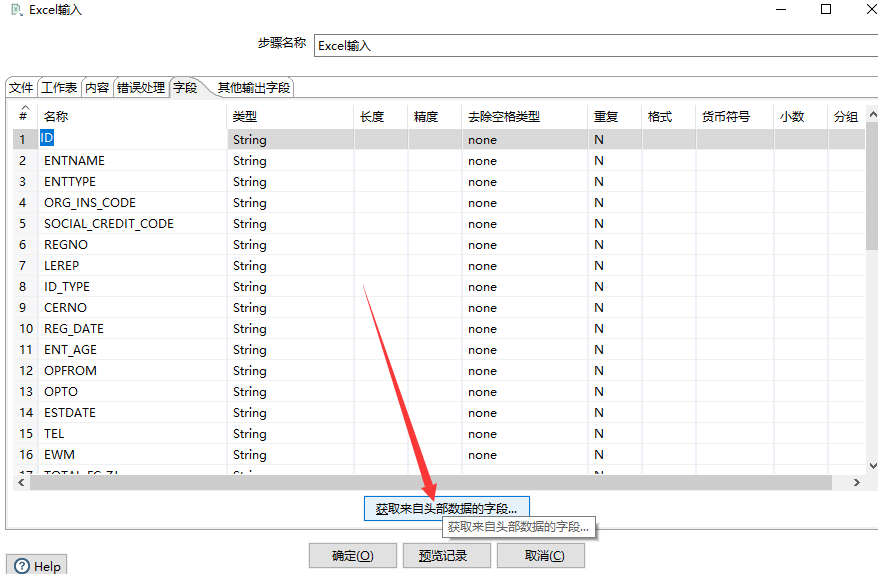 Excel输入
步骤名称 Excel输入
文件 工作表 内容 错误处理 字段 其他输出字段
# 名称 类型 长度 精度 去除空格类型 重复 格式 货币符号 小数 分组
1 ID String none N
2 ENTNAME String none N
3 ENTTYPE String none N
4 ORG_INS_CODE String none N
5 SOCIAL_CREDIT_CODE String none N
6 REGNO String none N
7 LEREP String none N
8 ID_TYPE String none N
9 CERNO String none N
10 REG_DATE String none N
11 ENT_AGE String none N
12 OPFROM String none N
13 OPTO String none N
14 ESTDATE String none N
15 TEL String none N
16 EWM String none N
获取来自头部数据的字段...
获取来自头部数据的字段...
确定(O) 预览记录 取消(C)
Help